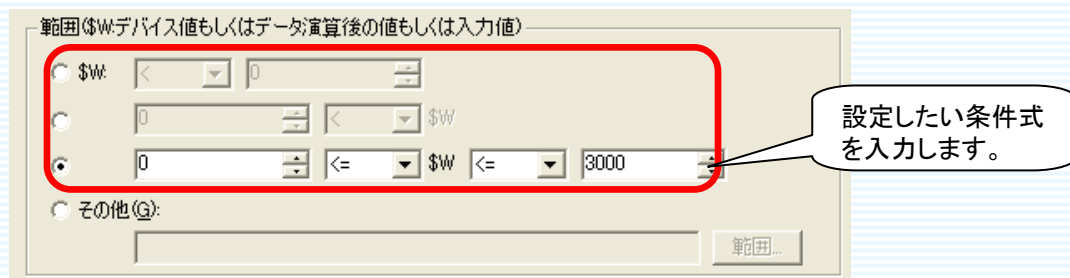 範囲($W:デバイス値もしくはデータ演算後の値もしくは入力値)
$W: < 0
0 < $W
0 <= $W <= 3000
その他(G):
範囲...
設定したい条件式
を入力します。